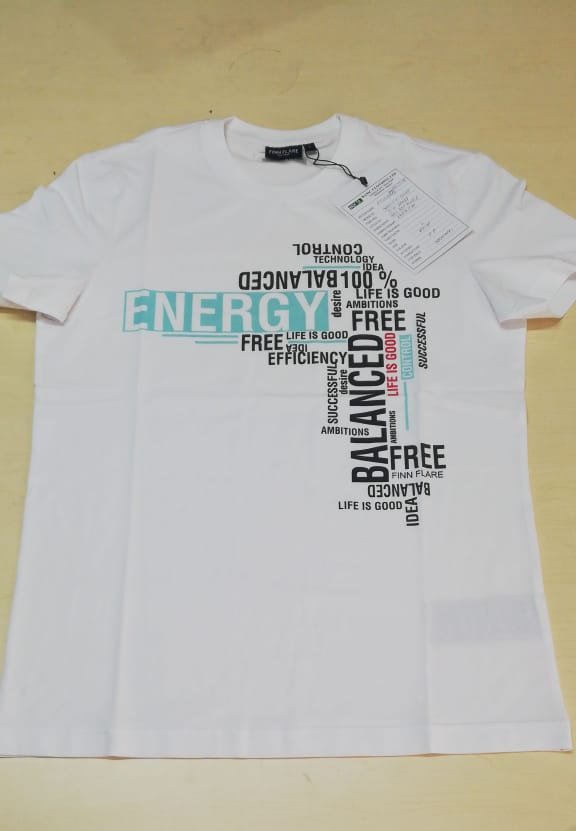 FINN FLARE
CONTROL
TECHNOLOGY
IDEA
100% BALANCED
LIFE IS GOOD
desire
AMBITIONS
ENERGY
FREE
FREE
LIFE IS GOOD
IDEA
EFFICIENCY
SUCCESSFUL
desire
BALANCED
LIFE IS GOOD
CONTROL
SUCCESSFUL
AMBITIONS
AMBITIONS
FREE
FINN FLARE
BALANCED
LIFE IS GOOD
IDEA